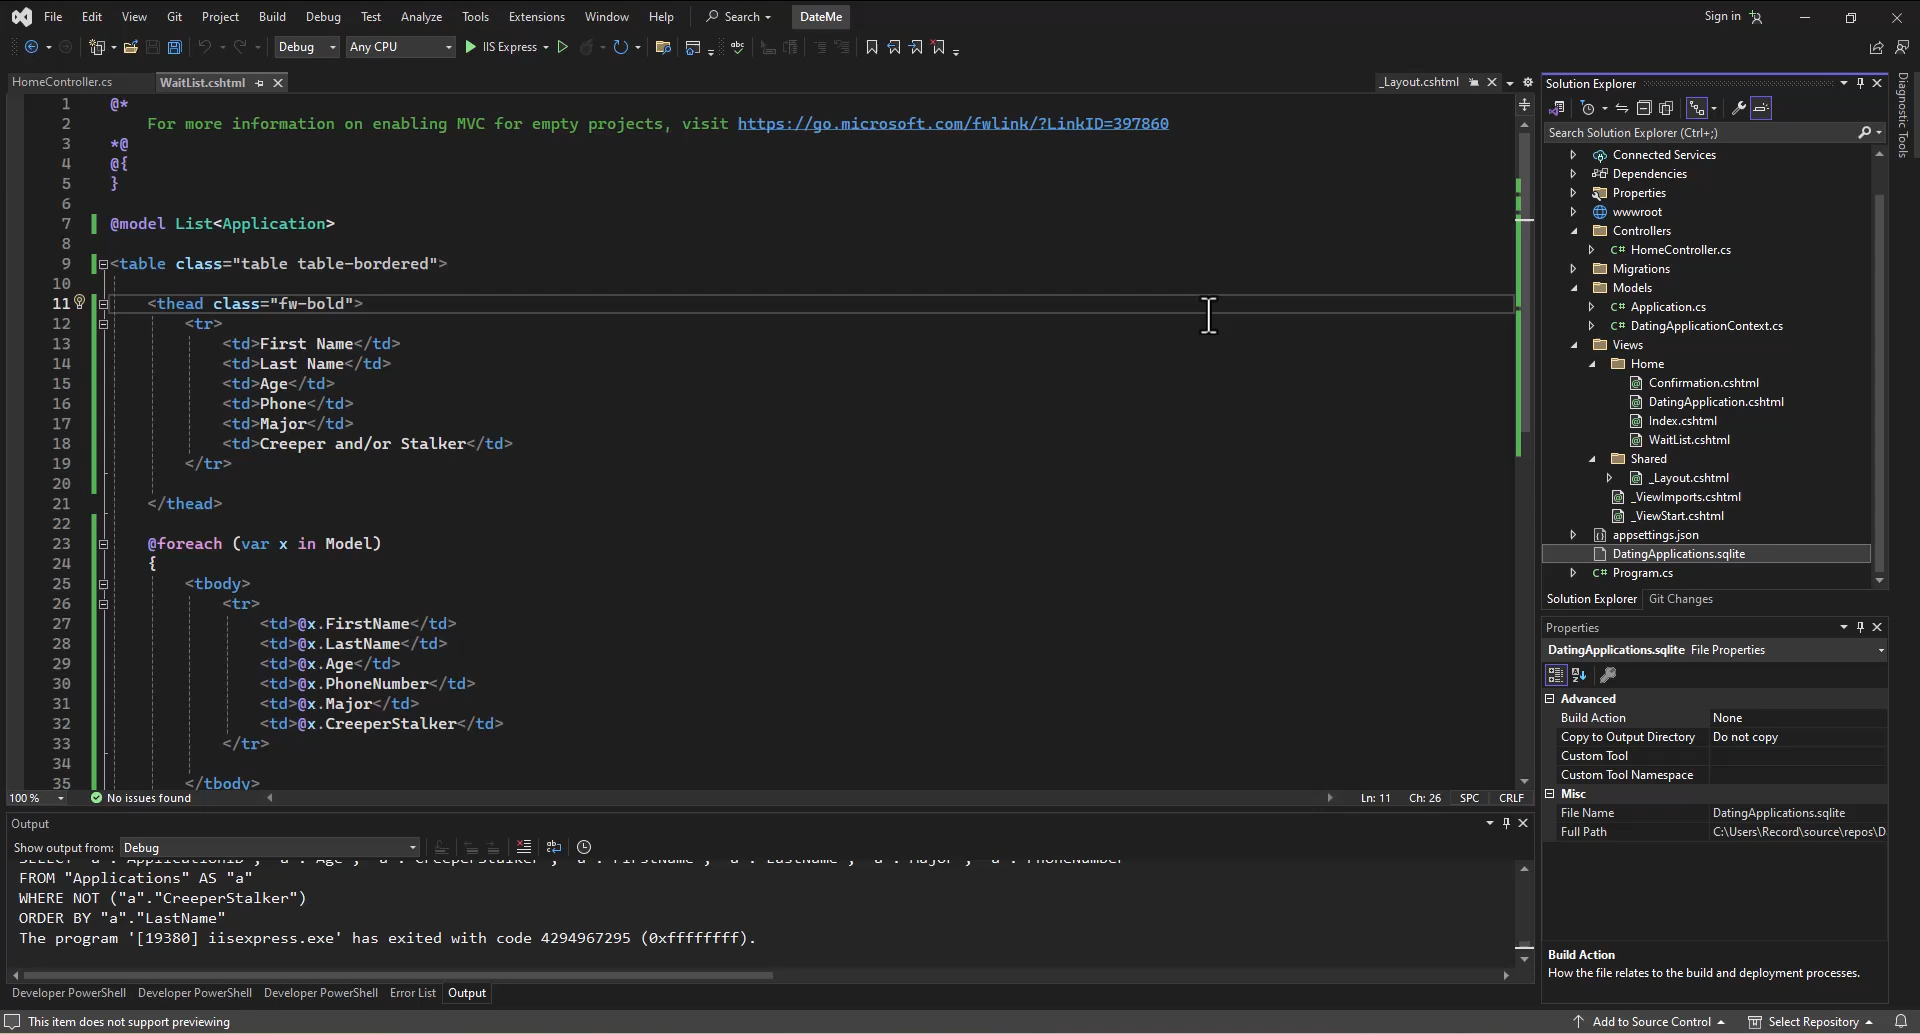 File Edit View Git Project Build Debug Test Analyze Tools Extensions Window Help Search DateMe Sign in
Debug Any CPU IIS Express
HomeController.cs WaitList.cshtml _Layout.cshtml
1 @*
2 For more information on enabling MVC for empty projects, visit https://go.microsoft.com/fwlink/?LinkID=397860
3 *@
4 @{
5 }
6
7 @model List<Application>
8
9 <table class="table table-bordered">
10
11 <thead class="fw-bold">
12 <tr>
13 <td>First Name</td>
14 <td>Last Name</td>
15 <td>Age</td>
16 <td>Phone</td>
17 <td>Major</td>
18 <td>Creeper and/or Stalker</td>
19 </tr>
20
21 </thead>
22
23 @foreach (var x in Model)
24 {
25 <tbody>
26 <tr>
27 <td>@x.FirstName</td>
28 <td>@x.LastName</td>
29 <td>@x.Age</td>
30 <td>@x.PhoneNumber</td>
31 <td>@x.Major</td>
32 <td>@x.CreeperStalker</td>
33 </tr>
34
35 </tbody>
100 % No issues found Ln: 11 Ch: 26 SPC CRLF
Output
Show output from: Debug
SELECT "a"."ApplicationID", "a"."Age", "a"."CreeperStalker", "a"."FirstName", "a"."LastName", "a"."Major", "a"."PhoneNumber"
FROM "Applications" AS "a"
WHERE NOT ("a"."CreeperStalker")
ORDER BY "a"."LastName"
The program '[19380] iisexpress.exe' has exited with code 4294967295 (0xffffffff).
Developer PowerShell Developer PowerShell Developer PowerShell Error List Output
This item does not support previewing
Solution Explorer
Search Solution Explorer (Ctrl+;)
Connected Services
Dependencies
Properties
wwwroot
Controllers
C# HomeController.cs
Migrations
Models
C# Application.cs
C# DatingApplicationContext.cs
Views
Home
Confirmation.cshtml
DatingApplication.cshtml
Index.cshtml
WaitList.cshtml
Shared
_Layout.cshtml
_ViewImports.cshtml
_ViewStart.cshtml
appsettings.json
DatingApplications.sqlite
C# Program.cs
Solution Explorer Git Changes
Properties
DatingApplications.sqlite File Properties
Advanced
Build Action None
Copy to Output Directory Do not copy
Custom Tool
Custom Tool Namespace
Misc
File Name DatingApplications.sqlite
Full Path C:\Users\Record\source\repos\D
Build Action
How the file relates to the build and deployment processes.
Add to Source Control Select Repository
Diagnostic Tools